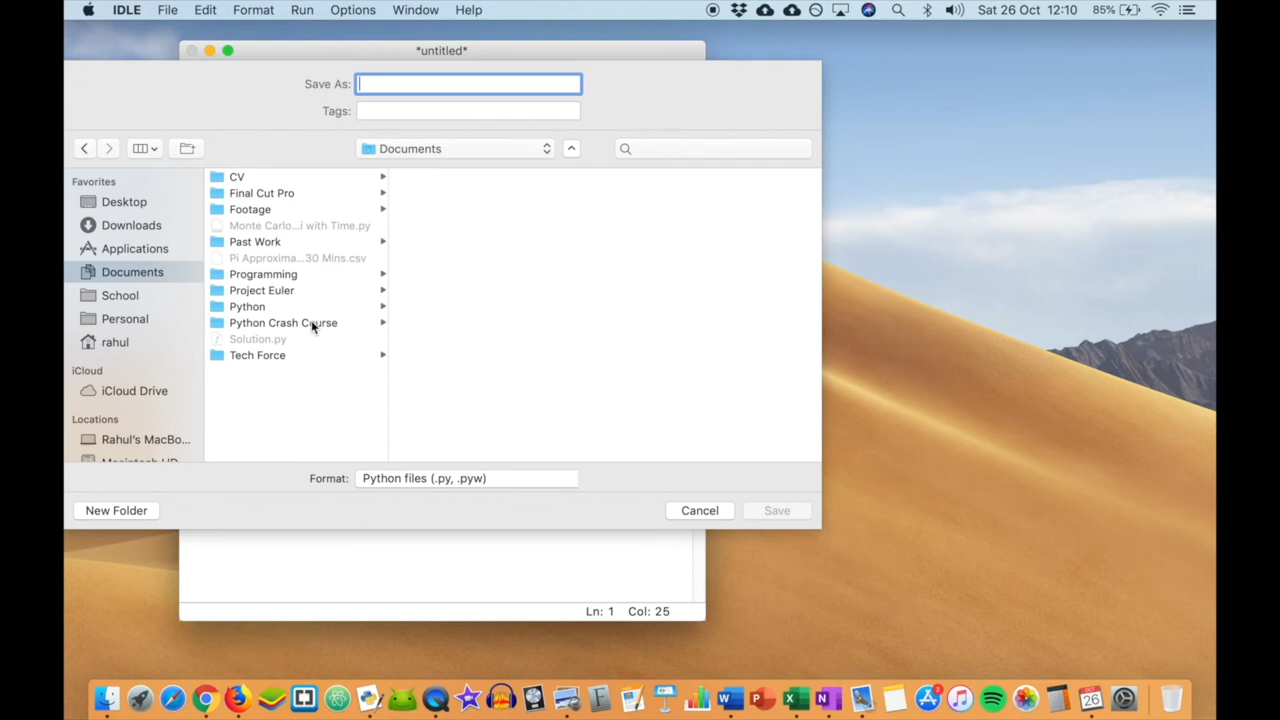 IDLE File Edit Format Run Options Window Help Sat 26 Oct 12:10 85%
*untitled*
Save As:
Tags:
Documents
Favorites
Desktop
Downloads
Applications
Documents
School
Personal
rahul
iCloud
iCloud Drive
Locations
Rahul's MacBo...
Macintosh HD
CV
Final Cut Pro
Footage
Monte Carlo...i with Time.py
Past Work
Pi Approxima...30 Mins.csv
Programming
Project Euler
Python
Python Crash Course
Solution.py
Tech Force
Format: Python files (.py, .pyw)
New Folder Cancel Save
Ln: 1 Col: 25
26